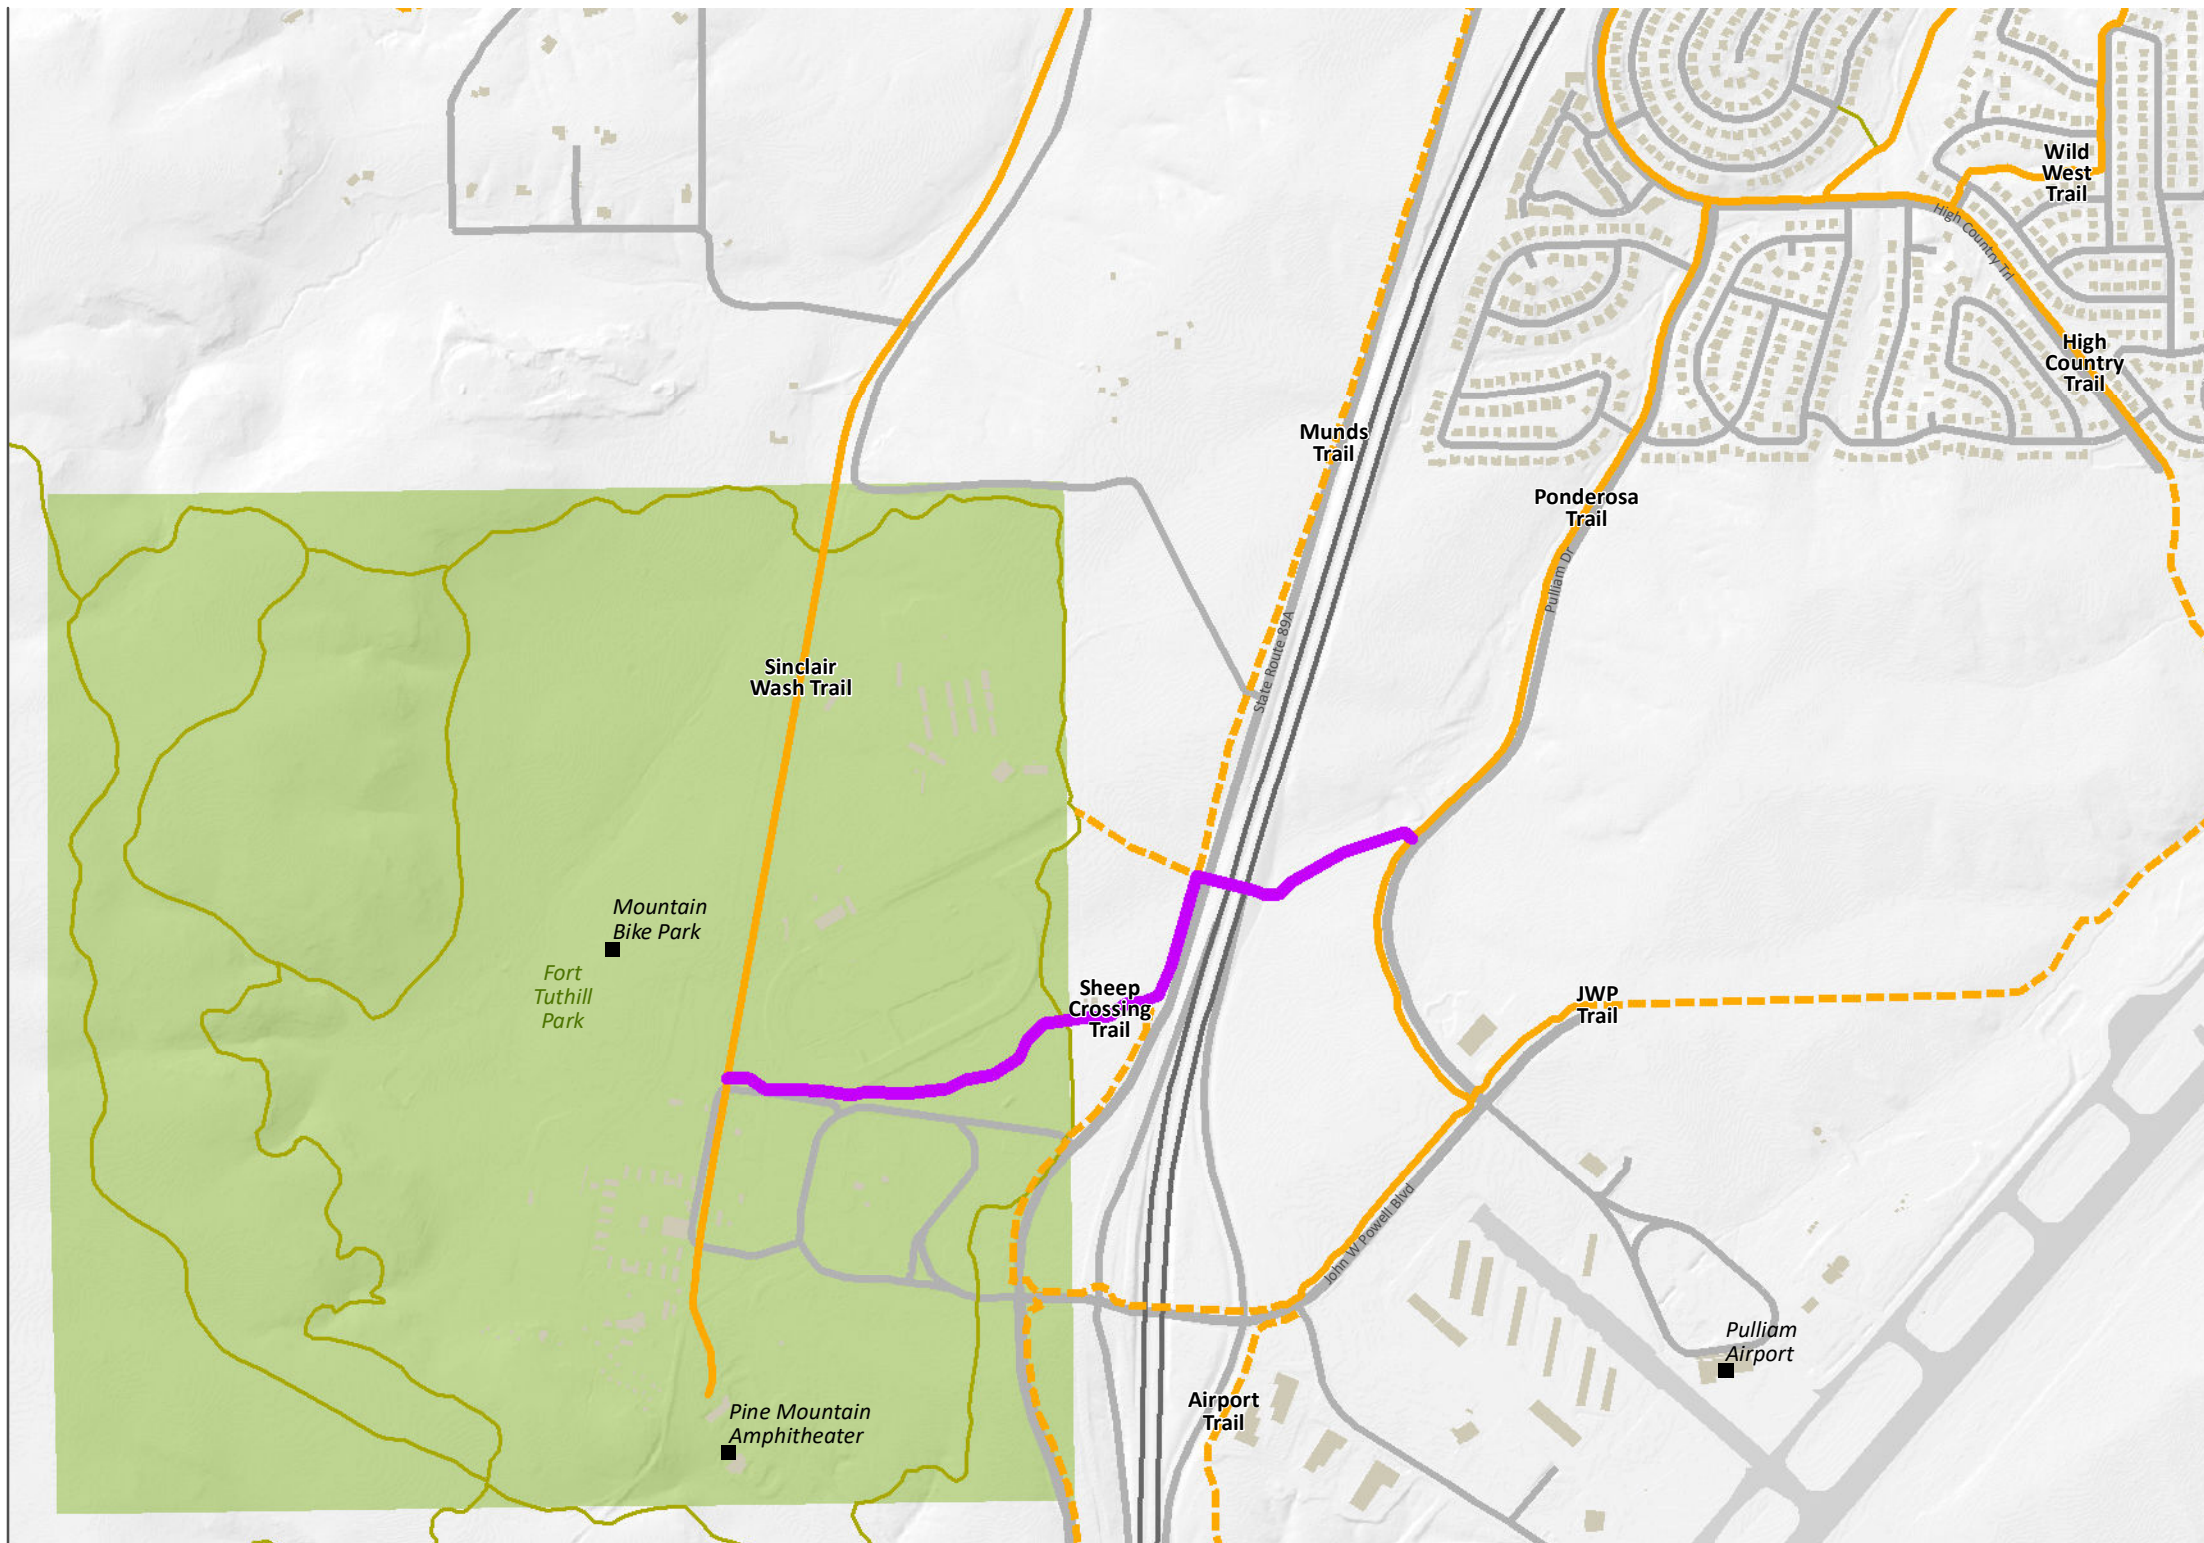 Wild
West
Trail
High Country Trl
High
Country
Trail
Munds
Trail
Ponderosa
Trail
Pulliam Dr
State Route 89A
Sinclair
Wash Trail
Mountain
Bike Park
Fort
Tuthill
Park
Sheep
Crossing
Trail
JWP
Trail
John W Powell Blvd
Pulliam
Airport
Airport
Trail
Pine Mountain
Amphitheater